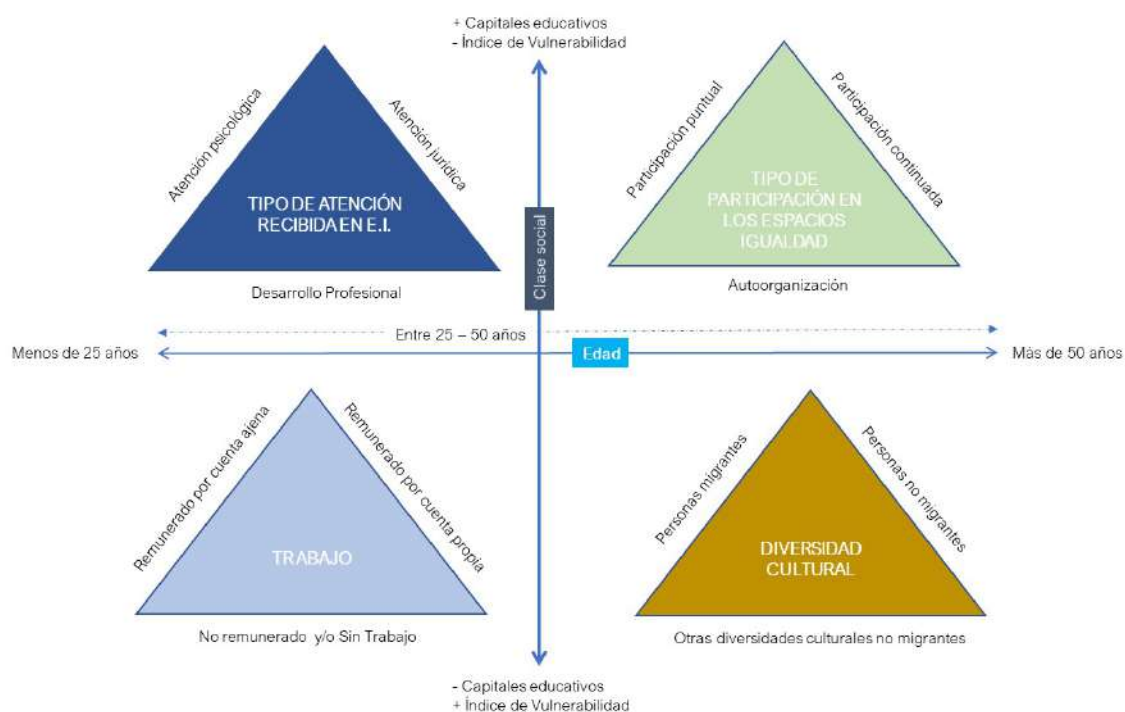 + Capitales educativos
- Índice de Vulnerabilidad
Atención psicológica
Atención jurídica
TIPO DE ATENCIÓN
RECIBIDA EN E.I.
Desarrollo Profesional
Participación puntual
Participación continuada
TIPO DE
PARTICIPACIÓN EN
LOS ESPACIOS
IGUALDAD
Autoorganización
Clase social
Entre 25 – 50 años
Menos de 25 años
Edad
Más de 50 años
Remunerado por cuenta ajena
Remunerado por cuenta propia
TRABAJO
No remunerado y/o Sin Trabajo
Personas migrantes
Personas no migrantes
DIVERSIDAD
CULTURAL
Otras diversidades culturales no migrantes
- Capitales educativos
+ Índice de Vulnerabilidad